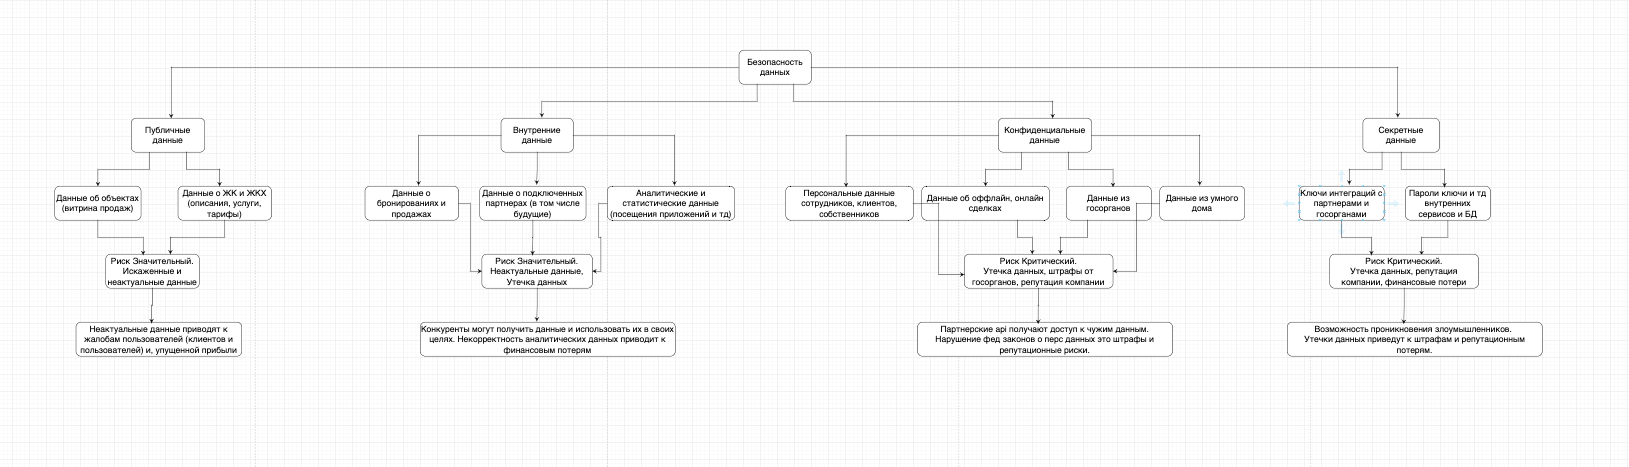 Безопасность
данных
Публичные
данные
Внутренние
данные
Конфиденциальные
данные
Секретные
данные
Данные об объектах
(витрина продаж)
Данные о ЖК и ЖКХ
(описания, услуги,
тарифы)
Данные о
бронированиях и
продажах
Данные о подключенных
партнерах (в том числе
будущие)
Аналитические и
статистические данные
(посещения приложений и тд)
Персональные данные
сотрудников, клиентов,
собственников
Данные об оффлайн, онлайн
сделках
Данные из
госорганов
Данные из умного
дома
Ключи интеграций с
партнерами и
госорганами
Пароли ключи и тд
внутренних
сервисов и БД
Риск Значительный.
Искаженные и
неактуальные данные
Риск Значительный.
Неактуальные данные,
Утечка данных
Риск Критический.
Утечка данных, штрафы от
госорганов, репутация компании
Риск Критический.
Утечка данных, репутация
компании, финансовые потери
Неактуальные данные приводят к
жалобам пользователей (клиентов и
пользователей) и, упущенной прибыли
Конкуренты могут получить данные и использовать их в своих
целях. Некорректность аналитических данных приводит к
финансовым потерям
Партнерские api получают доступ к чужим данным.
Нарушение фед законов о перс данных это штрафы и
репутационные риски.
Возможность проникновения злоумышленников.
Утечки данных приведут к штрафам и репутационным
потерям.